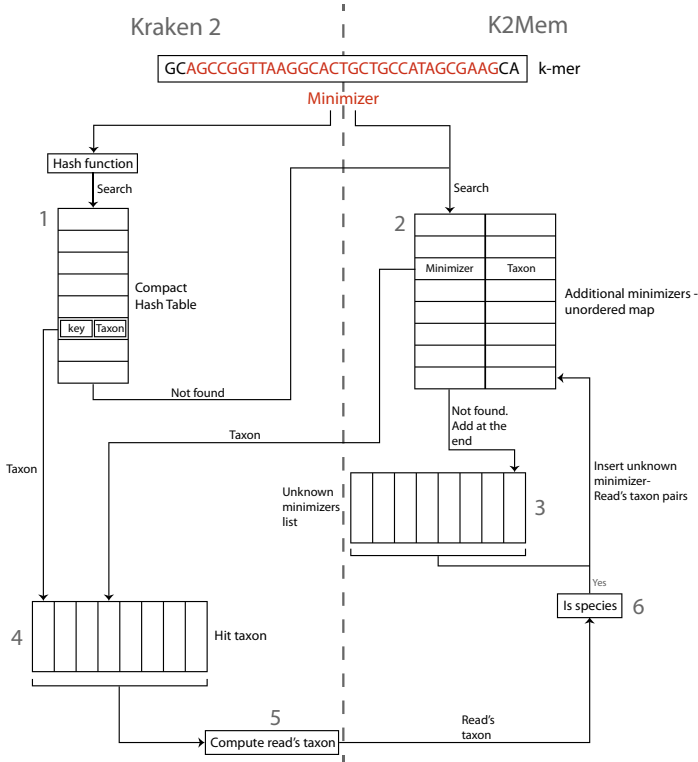 Kraken 2
K2Mem
GCAGCCGGTTAAGGCACTGCTGCCATAGCGAAGCA
k-mer
Minimizer
Hash function
Search
Search
1
2
Minimizer
Taxon
Compact
Hash Table
Additional minimizers -
unordered map
key
Taxon
Not found
Not found.
Add at the
end
Taxon
Taxon
Insert unknown
minimizer-
Read's taxon pairs
Unknown
minimizers
list
3
Yes
Is species
6
4
Hit taxon
5
Compute read's taxon
Read's
taxon